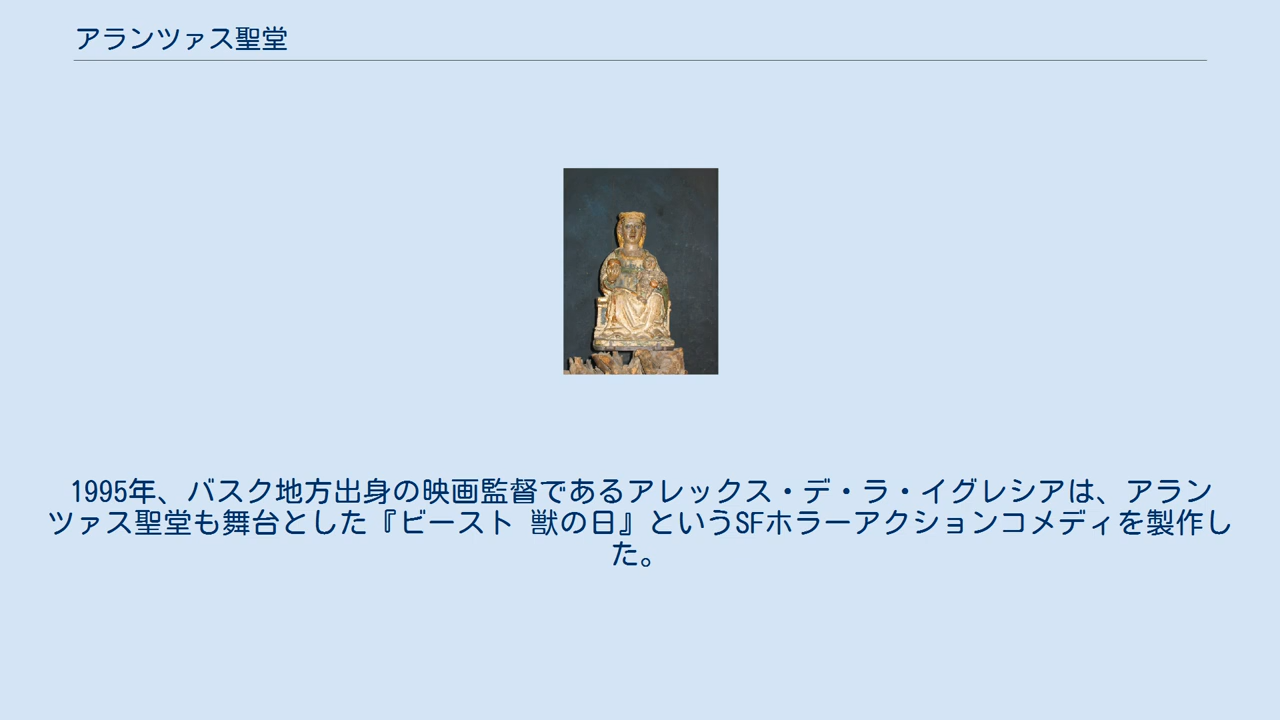 アランツァス聖堂
1995年、バスク地方出身の映画監督であるアレックス・デ・ラ・イグレシアは、アラン
ツァス聖堂も舞台とした『ビースト 獣の日』というSFホラーアクションコメディを製作し
た。